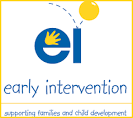 ei
early intervention
supporting families and child development